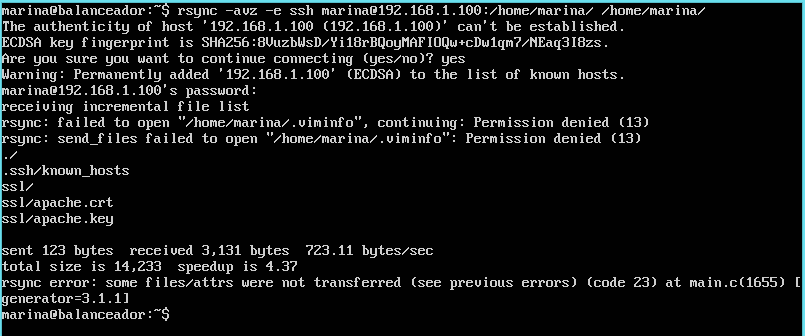 marina@balanceador:~$ rsync -avz -e ssh marina@192.168.1.100:/home/marina/ /home/marina/
The authenticity of host '192.168.1.100 (192.168.1.100)' can't be established.
ECDSA key fingerprint is SHA256:8VuzbWsD/Yi18rBQoyMAFIOQw+cDw1qm7/NEaq3I8zs.
Are you sure you want to continue connecting (yes/no)? yes
Warning: Permanently added '192.168.1.100' (ECDSA) to the list of known hosts.
marina@192.168.1.100's password:
receiving incremental file list
rsync: failed to open "/home/marina/.viminfo", continuing: Permission denied (13)
rsync: send_files failed to open "/home/marina/.viminfo": Permission denied (13)
./
.ssh/known_hosts
ssl/
ssl/apache.crt
ssl/apache.key
sent 123 bytes  received 3,131 bytes  723.11 bytes/sec
total size is 14,233  speedup is 4.37
rsync error: some files/attrs were not transferred (see previous errors) (code 23) at main.c(1655) [
generator=3.1.1]
marina@balanceador:~$